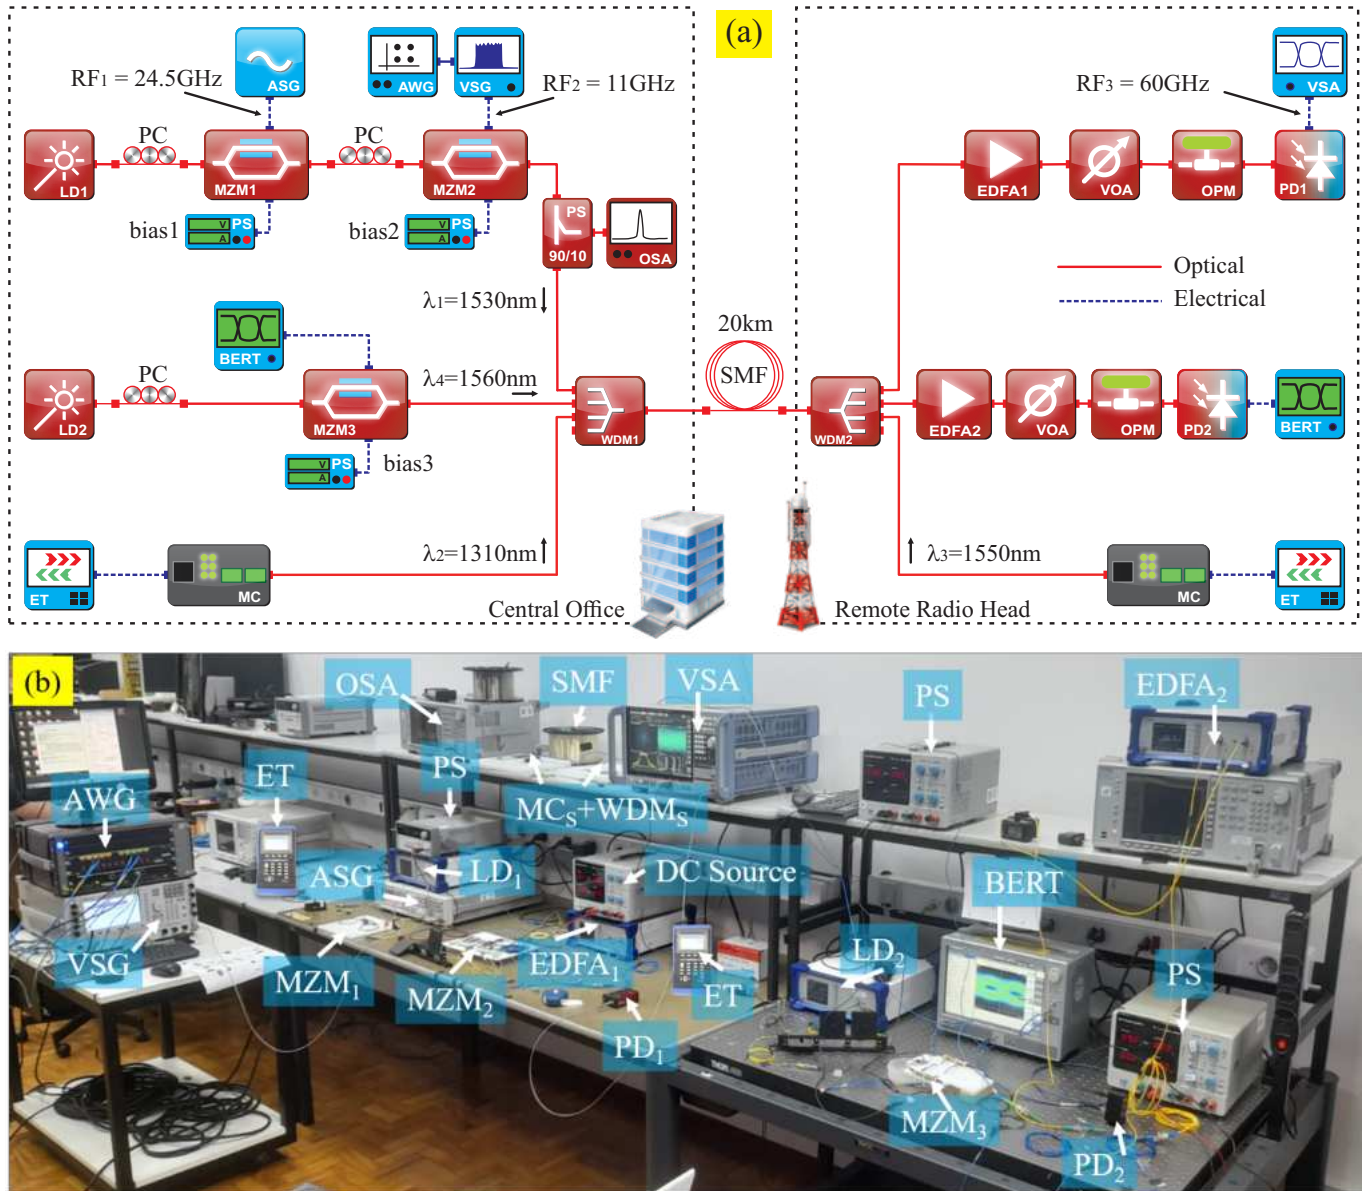 (a)
RF1 = 24.5GHz
ASG
AWG
VSG
RF2 = 11GHz
RF3 = 60GHz
VSA
PC
PC
LD1
MZM1
MZM2
EDFA1
VOA
OPM
PD1
bias1
V
A
PS
bias2
V
A
PS
PS
90/10
OSA
Optical
Electrical
λ1=1530nm
20km
SMF
BERT
PC
λ4=1560nm
LD2
MZM3
WDM1
WDM2
EDFA2
VOA
OPM
PD2
BERT
V
A
PS
bias3
λ2=1310nm
λ3=1550nm
ET
MC
MC
ET
Central Office
Remote Radio Head
(b)
OSA
SMF
VSA
PS
EDFA2
AWG
ET
PS
MCS+WDMS
ASG
LD1
DC Source
BERT
VSG
MZM1
MZM2
EDFA1
ET
LD2
PS
PD1
MZM3
PD2